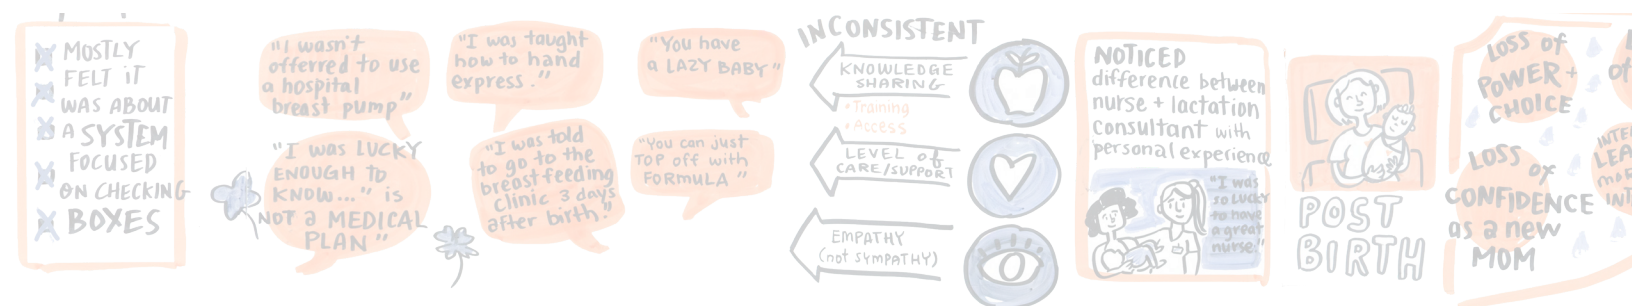 MOSTLY
FELT iT
WAS ABOUT
A SYSTEM
FOCUSED
ON CHECKING
BOXES
"I wasn't
offerred to use
a hospital
breast pump"
"I was taught
how to hand
express."
"You have
a LAZY BABY"
"I was LUCKY
ENOUGH TO
KNOW..." is
NOT a MEDICAL
PLAN"
"I was told
to go to the
breastfeeding
clinic 3 days
after birth."
"You can just
TOP off with
FORMULA"
INCONSISTENT
KNOWLEDGE
SHARING
• Training
• Access
LEVEL of
CARE/SUPPORT
EMPATHY
(not SYMPATHY)
NOTICED
difference between
nurse + lactation
consultant with
personal experience
"I was
so LUCKY
to have
a great
nurse."
POST
BIRTH
LOSS of
POWER +
CHOICE
LOSS of
CONFIDENCE
as a new
MOM